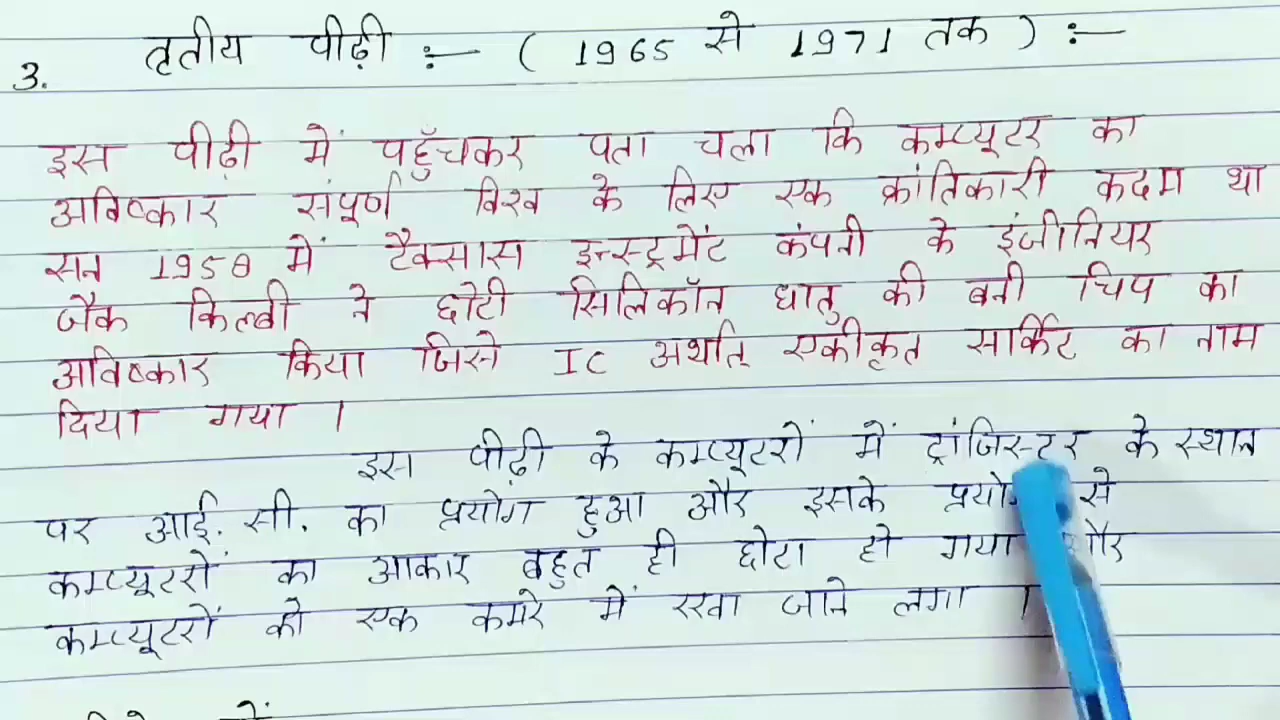 3. तृतीय पीढ़ी :— ( 1965 से 1971 तक ) :—
इस पीढ़ी में पहुँचकर पता चला कि कम्प्यूटर का
अविष्कार संपूर्ण विश्व के लिए एक क्रांतिकारी कदम था
सन 1958 में टैक्सास इन्स्ट्रमेंट कंपनी के इंजीनियर
जैक किल्बी ने छोटी सिलिकॉन धातु की बनी चिप का
अविष्कार किया जिसे IC अर्थात् एकीकृत सार्किट का नाम
दिया गया ।
इस पीढ़ी के कम्प्यूटरों में ट्रांजिस्टर के स्थान
पर आई. सी. का प्रयोग हुआ और इसके प्रयोग से
कम्प्यूटरों का आकार बहुत ही छोटा हो गया और
कम्प्यूटरों को एक कमरे में रखा जाने लगा ।